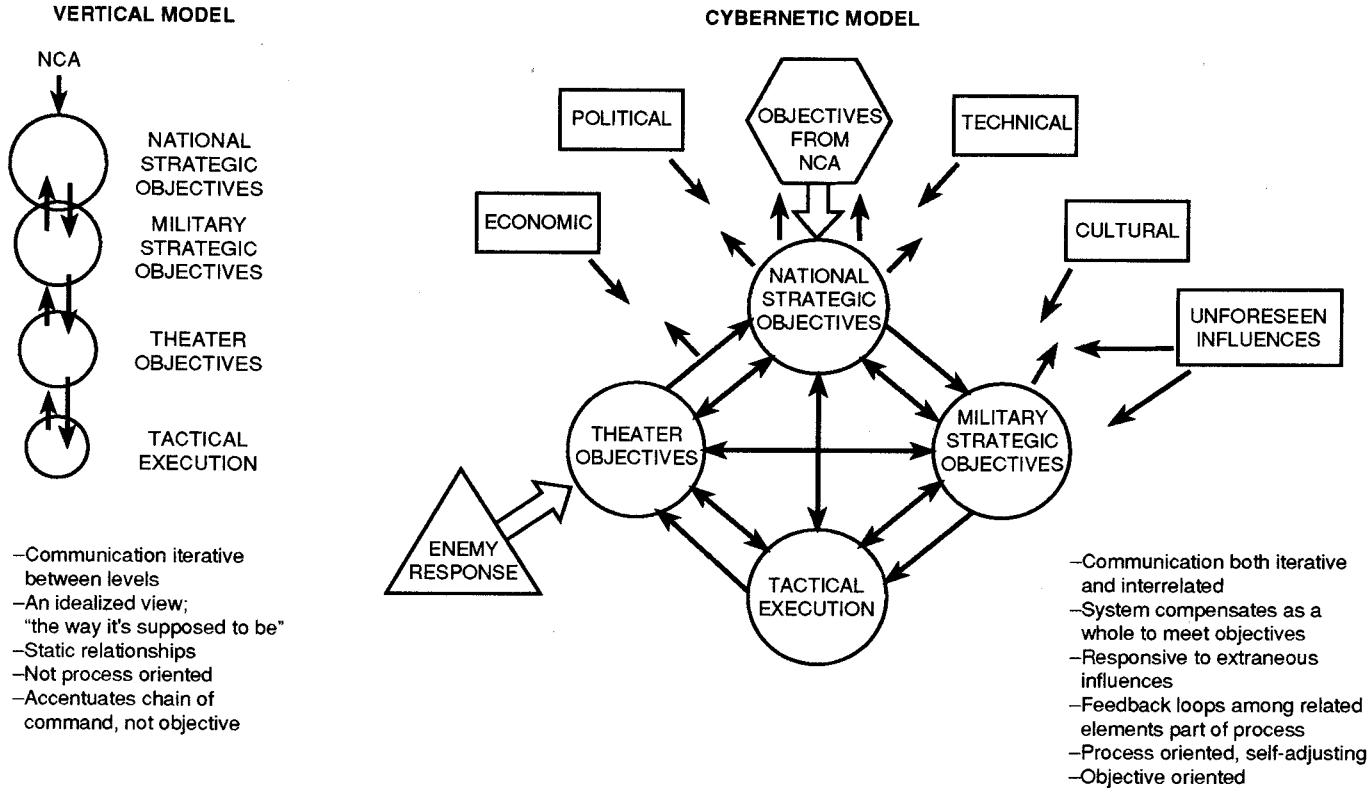 VERTICAL MODEL
NCA
NATIONAL
STRATEGIC
OBJECTIVES
MILITARY
STRATEGIC
OBJECTIVES
THEATER
OBJECTIVES
TACTICAL
EXECUTION
–Communication iterative
between levels
–An idealized view;
“the way it's supposed to be”
–Static relationships
–Not process oriented
–Accentuates chain of
command, not objective
CYBERNETIC MODEL
POLITICAL
OBJECTIVES
FROM
NCA
TECHNICAL
ECONOMIC
CULTURAL
NATIONAL
STRATEGIC
OBJECTIVES
UNFORESEEN
INFLUENCES
THEATER
OBJECTIVES
MILITARY
STRATEGIC
OBJECTIVES
ENEMY
RESPONSE
TACTICAL
EXECUTION
–Communication both iterative
and interrelated
–System compensates as a
whole to meet objectives
–Responsive to extraneous
influences
–Feedback loops among related
elements part of process
–Process oriented, self-adjusting
–Objective oriented